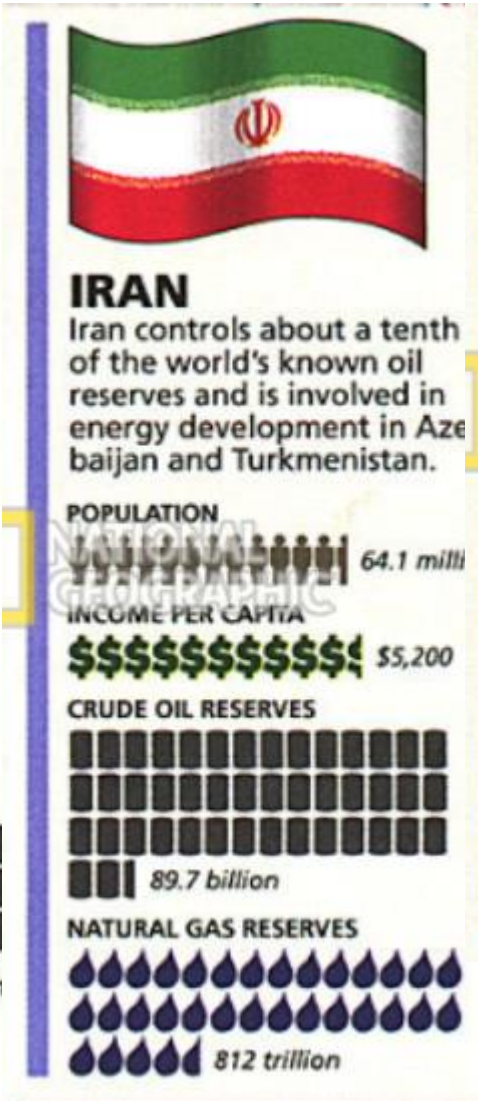 IRAN
Iran controls about a tenth
of the world's known oil
reserves and is involved in
energy development in Aze
baijan and Turkmenistan.
POPULATION
NATIONAL
GEOGRAPHIC
64.1 milli
INCOME PER CAPITA
$$$$$$$$$$$ $5,200
CRUDE OIL RESERVES
89.7 billion
NATURAL GAS RESERVES
812 trillion